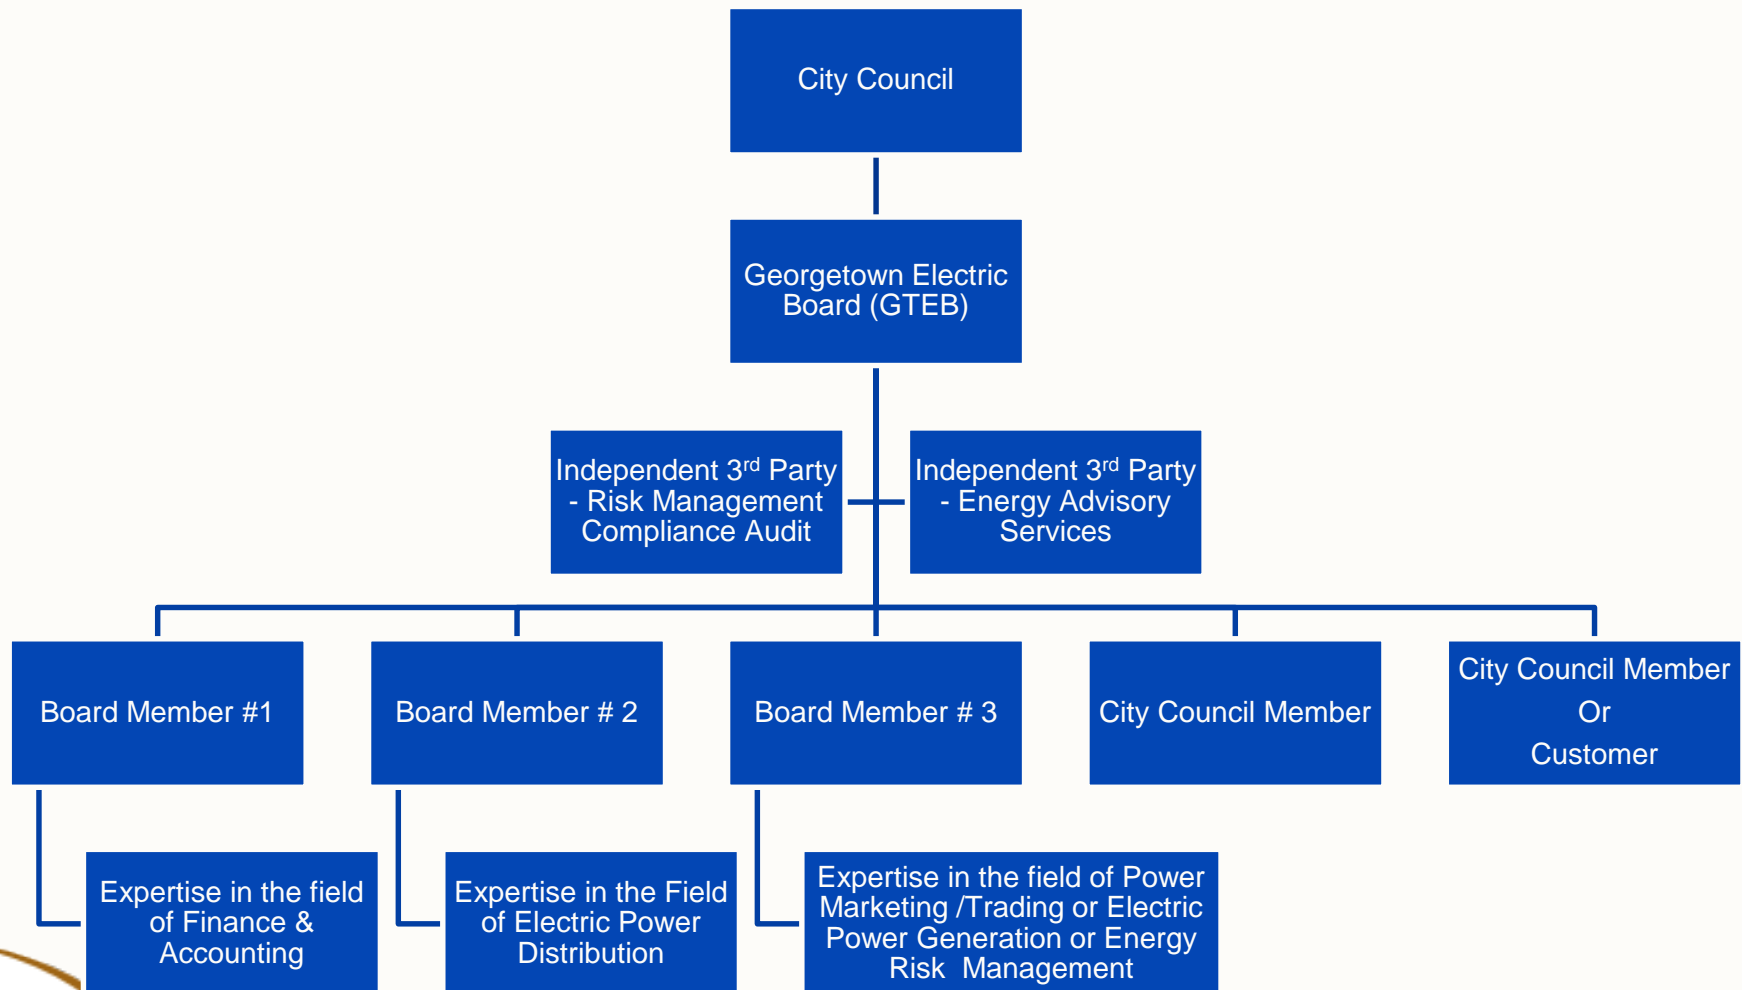 City Council
Georgetown Electric
Board (GTEB)
Independent 3rd Party
- Risk Management
Compliance Audit
Independent 3rd Party
- Energy Advisory
Services
Board Member #1
Board Member # 2
Board Member # 3
City Council Member
City Council Member
Or
Customer
Expertise in the field
of Finance &
Accounting
Expertise in the Field
of Electric Power
Distribution
Expertise in the field of Power
Marketing /Trading or Electric
Power Generation or Energy
Risk  Management